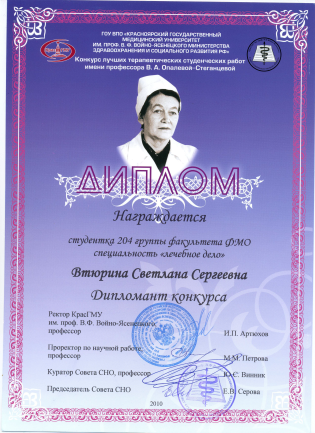 ГОУ ВПО «КРАСНОЯРСКИЙ ГОСУДАРСТВЕННЫЙ
МЕДИЦИНСКИЙ УНИВЕРСИТЕТ
ИМ. ПРОФ. В. Ф. ВОЙНО-ЯСЕНЕЦКОГО МИНИСТЕРСТВА
ЗДРАВООХРАНЕНИЯ И СОЦИАЛЬНОГО РАЗВИТИЯ РФ»
Конкурс лучших терапевтических студенческих работ
имени профессора В. А. Опалевой-Стеганцевой
ДИПЛОМ
Награждается
студентка 204 группы факультета ФМО
специальность «лечебное дело»
Втюрина Светлана Сергеевна
Дипломант конкурса
Ректор КрасГМУ
им. проф. В.Ф. Войно-Ясенецкого,
профессор
И.П. Артюхов
Проректор по научной работе,
профессор
М.М. Петрова
Куратор Совета СНО, профессор
Ю.С. Винник
Председатель Совета СНО
Е.В. Серова
2010